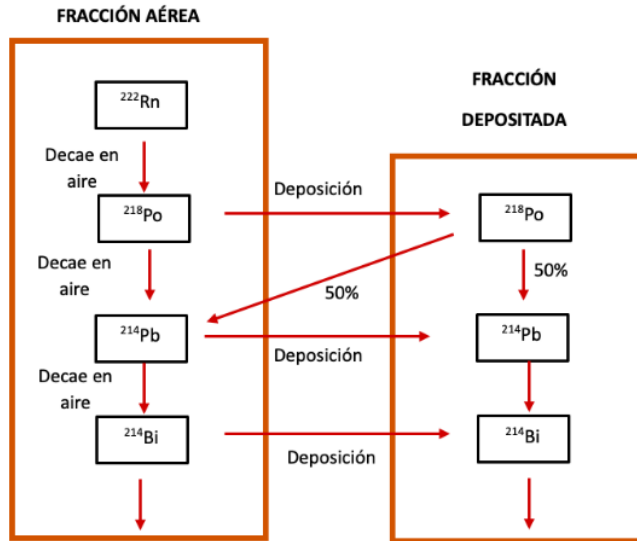 FRACCIÓN AÉREA
²²²Rn
Decae en
aire
²¹⁸Po
Decae en
aire
²¹⁴Pb
Decae en
aire
²¹⁴Bi
Deposición
50%
Deposición
Deposición
FRACCIÓN
DEPOSITADA
²¹⁸Po
50%
²¹⁴Pb
²¹⁴Bi